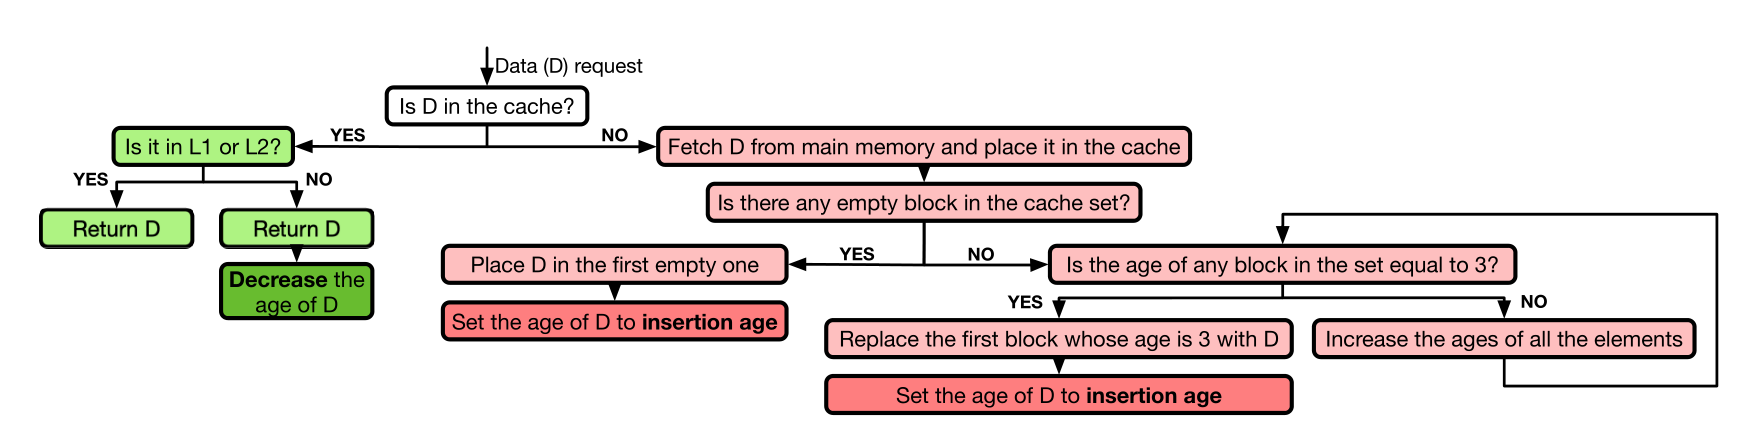 Data (D) request
Is D in the cache?
YES
NO
Is it in L1 or L2?
Fetch D from main memory and place it in the cache
YES
NO
Is there any empty block in the cache set?
Return D
Return D
YES
NO
Place D in the first empty one
Is the age of any block in the set equal to 3?
Decrease the
age of D
YES
NO
Set the age of D to insertion age
Replace the first block whose age is 3 with D
Increase the ages of all the elements
Set the age of D to insertion age